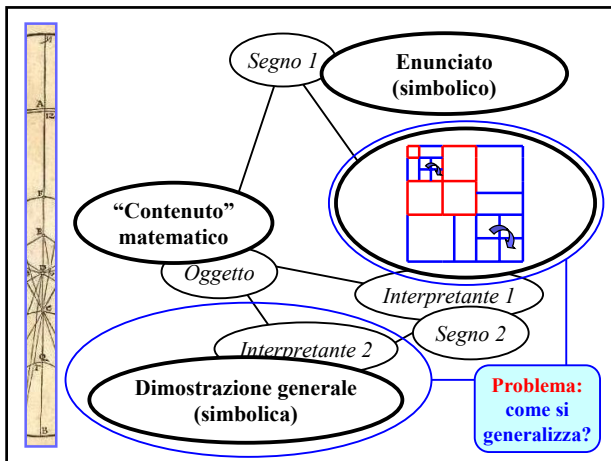 Segno 1
Enunciato
(simbolico)
“Contenuto”
matematico
Oggetto
Interpretante 1
Segno 2
Interpretante 2
Dimostrazione generale
(simbolica)
Problema:
come si
generalizza?
A
12
F
B